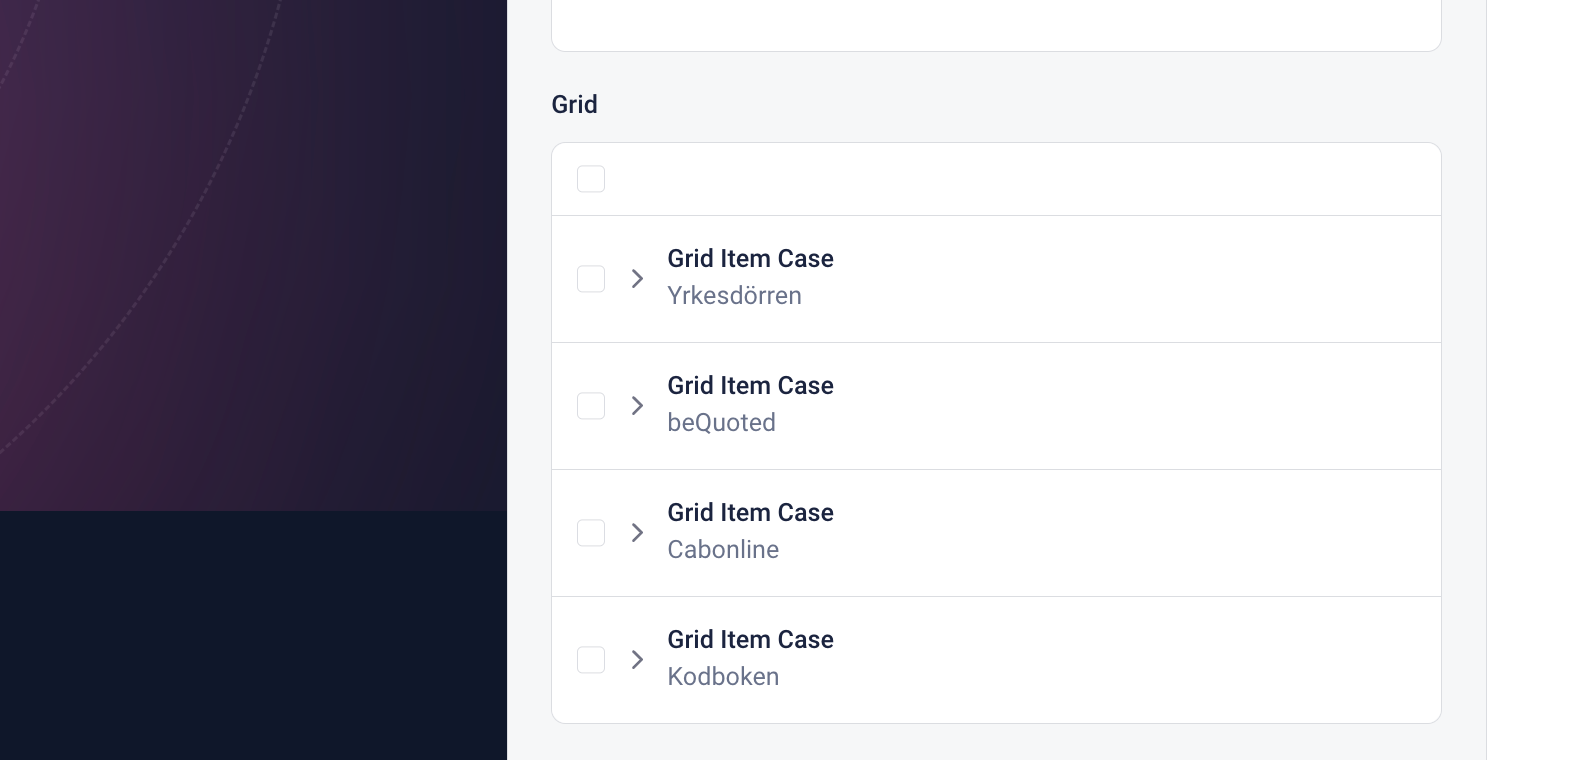 Grid
Grid Item Case
Yrkesdörren
Grid Item Case
beQuoted
Grid Item Case
Cabonline
Grid Item Case
Kodboken